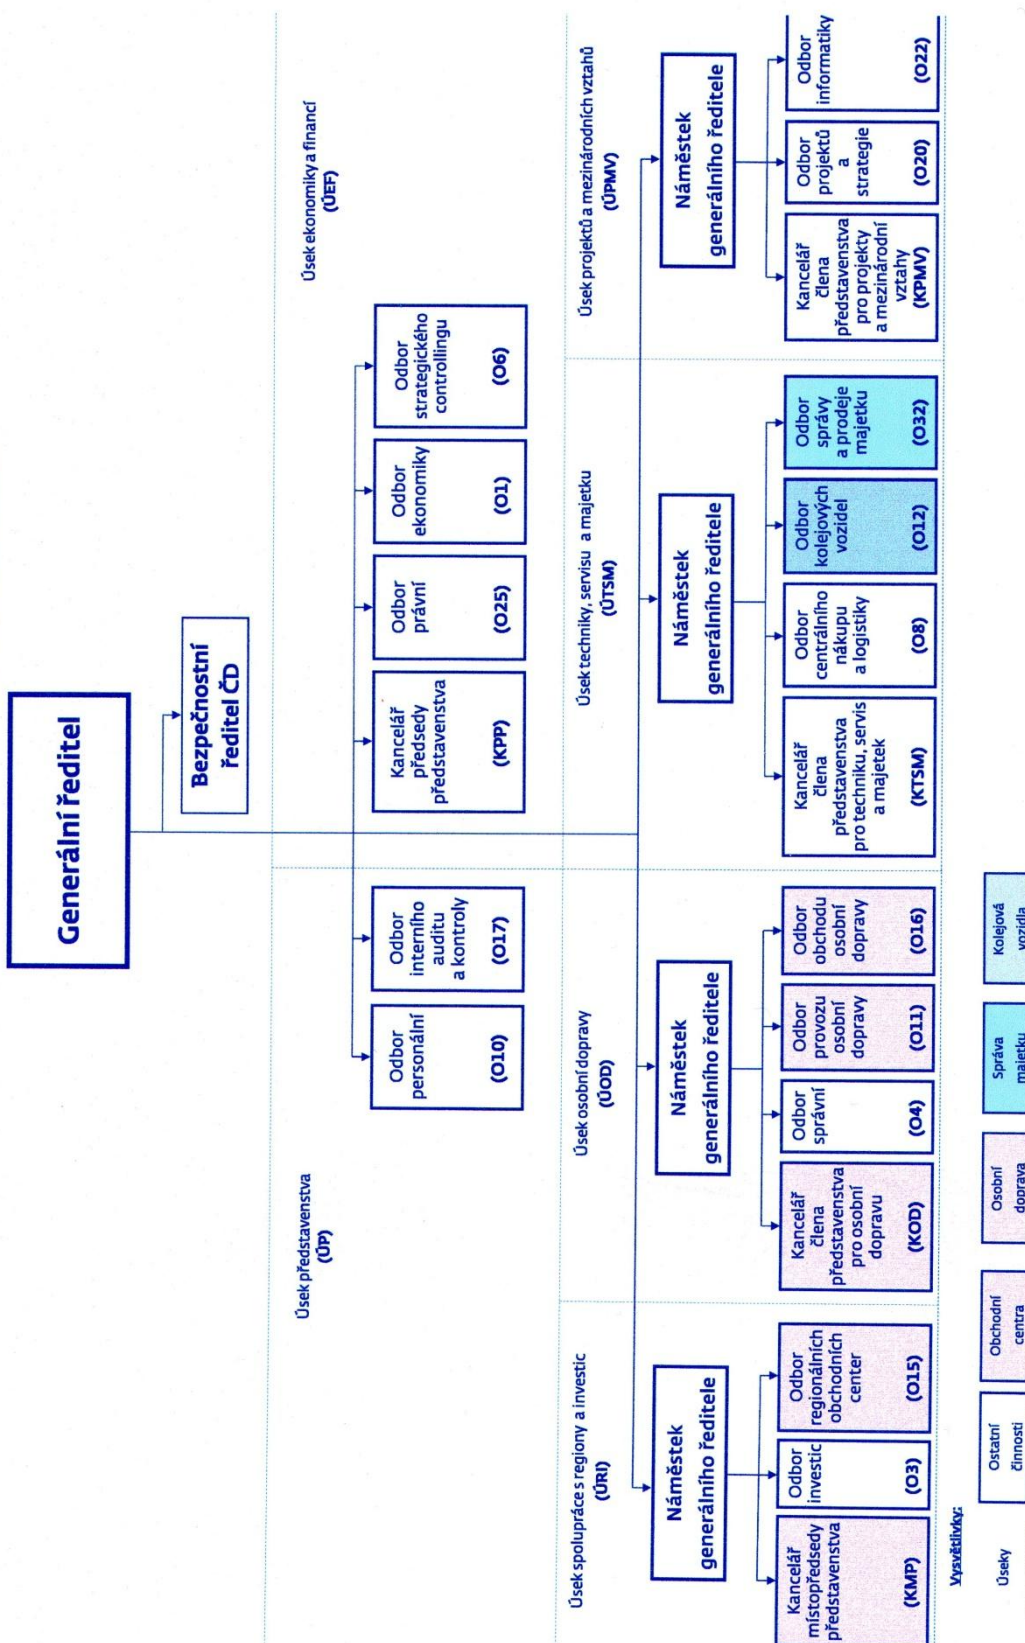 Generální ředitel
Bezpečnostní
ředitel ČD
Úsek představenstva
(ÚP)
Úsek ekonomiky a financí
(ÚEF)
Odbor
personální
(O10)
Odbor
interního
auditu
a kontroly
(O17)
Kancelář
předsedy
představenstva
(KPP)
Odbor
právní
(O25)
Odbor
ekonomiky
(O1)
Odbor
strategického
controllingu
(O6)
Úsek spolupráce s regiony a investic
(ÚRI)
Náměstek
generálního ředitele
Kancelář
místopředsedy
představenstva
(KMP)
Odbor
investic
(O3)
Odbor
regionálních
obchodních
center
(O15)
Úsek osobní dopravy
(ÚOD)
Náměstek
generálního ředitele
Kancelář
člena
představenstva
pro osobní
dopravu
(KOD)
Odbor
správní
(O4)
Odbor
provozu
osobní
dopravy
(O11)
Odbor
obchodu
osobní
dopravy
(O16)
Úsek techniky, servisu a majetku
(ÚTSM)
Náměstek
generálního ředitele
Kancelář
člena
představenstva
pro techniku, servis
a majetek
(KTSM)
Odbor
centrálního
nákupu
a logistiky
(O8)
Odbor
kolejových
vozidel
(O12)
Odbor
správy
a prodeje
majetku
(O32)
Úsek projektů a mezinárodních vztahů
(ÚPMV)
Náměstek
generálního ředitele
Kancelář
člena
představenstva
pro projekty
a mezinárodní
vztahy
(KPMV)
Odbor
projektů
a
strategie
(O20)
Odbor
informatiky
(O22)
Vysvětlivky:
Úseky
Ostatní
činnosti
Obchodní
centra
Osobní
doprava
Správa
majetku
Kolejová
vozidla